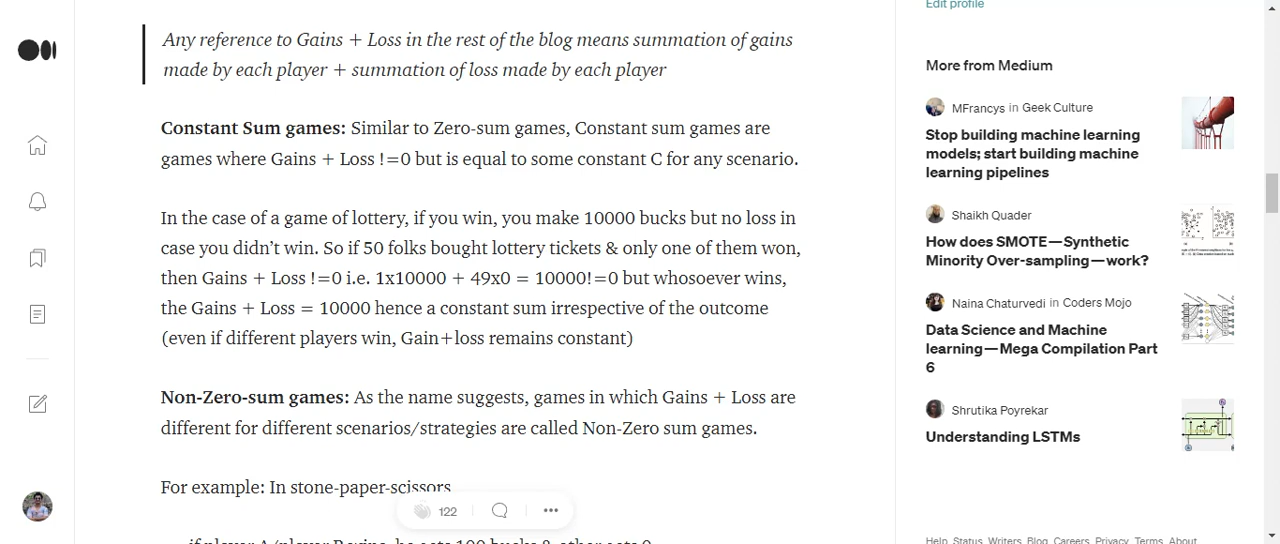 Any reference to Gains + Loss in the rest of the blog means summation of gains
made by each player + summation of loss made by each player
Constant Sum games: Similar to Zero-sum games, Constant sum games are
games where Gains + Loss !=0 but is equal to some constant C for any scenario.
In the case of a game of lottery, if you win, you make 10000 bucks but no loss in
case you didn’t win. So if 50 folks bought lottery tickets & only one of them won,
then Gains + Loss !=0 i.e. 1x10000 + 49x0 = 10000!=0 but whosoever wins,
the Gains + Loss = 10000 hence a constant sum irrespective of the outcome
(even if different players win, Gain+loss remains constant)
Non-Zero-sum games: As the name suggests, games in which Gains + Loss are
different for different scenarios/strategies are called Non-Zero sum games.
For example: In stone-paper-scissors
122
Edit profile
More from Medium
MFrancys in Geek Culture
Stop building machine learning
models; start building machine
learning pipelines
Shaikh Quader
How does SMOTE — Synthetic
Minority Over-sampling — work?
Naina Chaturvedi in Coders Mojo
Data Science and Machine
learning — Mega Compilation Part
6
Shrutika Poyrekar
Understanding LSTMs
Help Status Writers Blog Careers Privacy Terms About